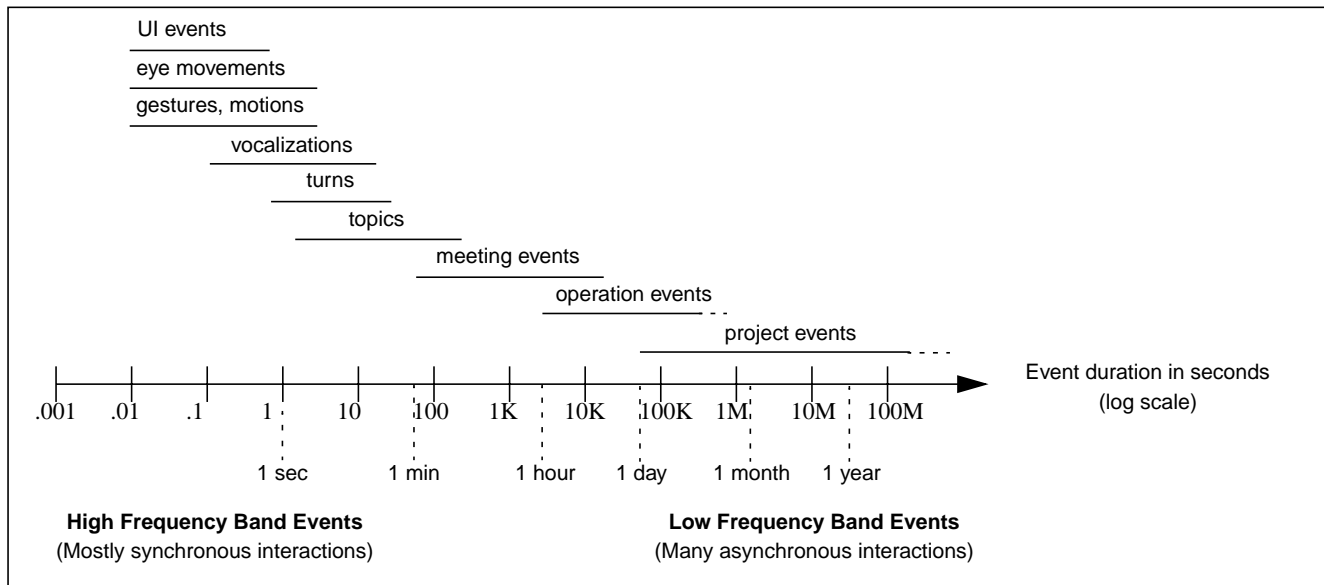 UI events
eye movements
gestures, motions
vocalizations
turns
topics
meeting events
operation events
project events
Event duration in seconds
(log scale)
.001 .01 .1 1 10 100 1K 10K 100K 1M 10M 100M
1 sec 1 min 1 hour 1 day 1 month 1 year
High Frequency Band Events
(Mostly synchronous interactions)
Low Frequency Band Events
(Many asynchronous interactions)